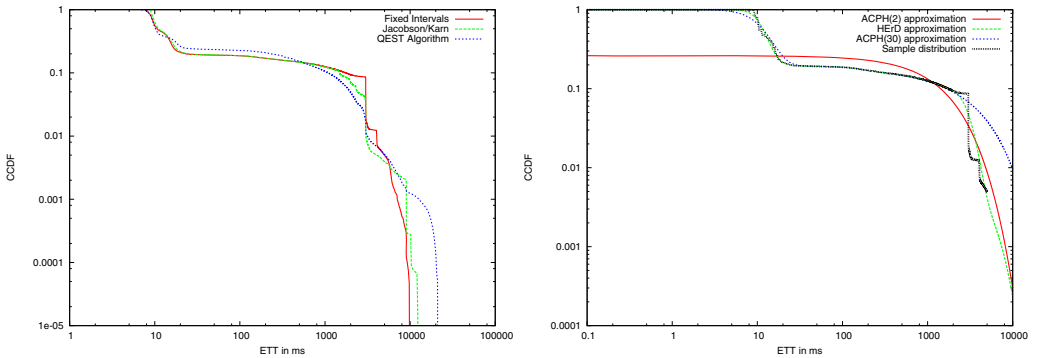 1
0.1
0.01
0.001
0.0001
1e-05
CCDF
1 10 100 1000 10000 100000
ETT in ms
Fixed Intervals
Jacobson/Karn
QEST Algorithm
1
0.1
0.01
0.001
0.0001
CCDF
0.1 1 10 100 1000 10000
ETT in ms
ACPH(2) approximation
HErD approximation
ACPH(30) approximation
Sample distribution